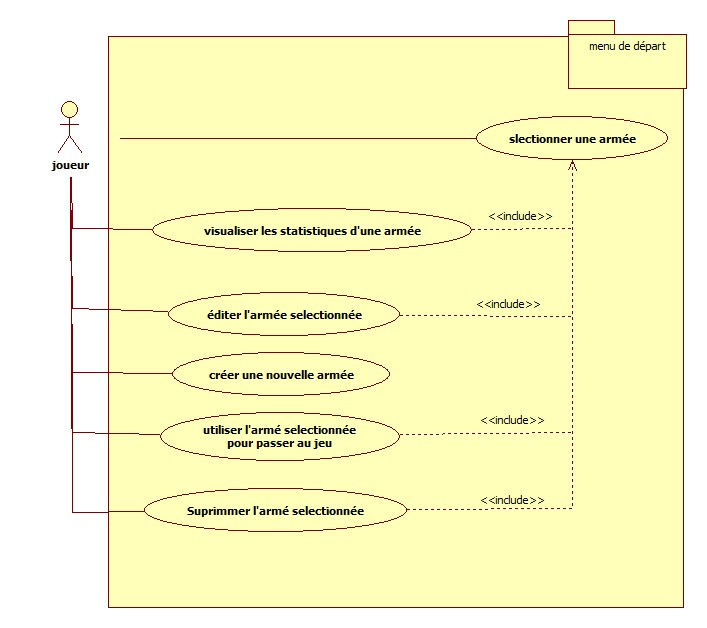 menu de départ
slectionner une armée
joueur
<<include>>
visualiser les statistiques d'une armée
<<include>>
éditer l'armée selectionnée
créer une nouvelle armée
<<include>>
utiliser l'armé selectionnée
pour passer au jeu
<<include>>
Suprimmer l'armé selectionnée